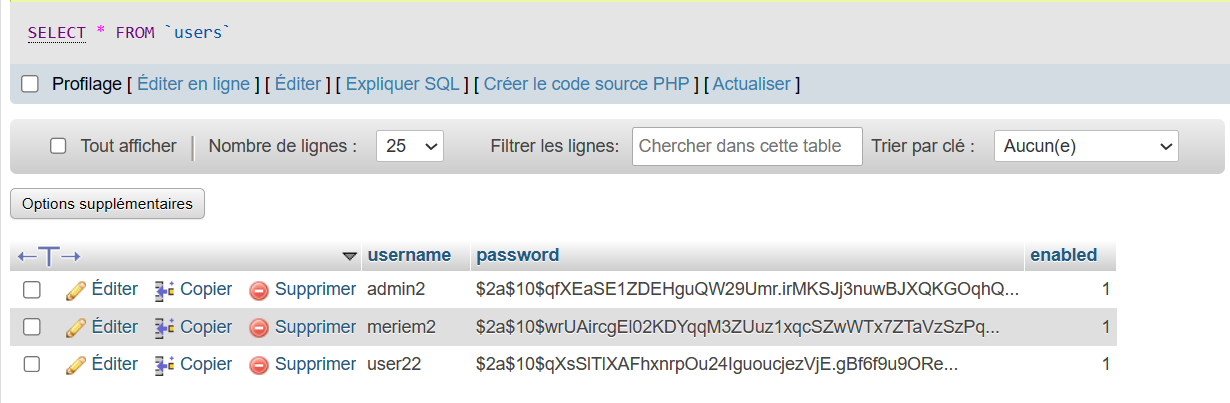 SELECT * FROM `users`
Profilage [ Éditer en ligne ] [ Éditer ] [ Expliquer SQL ] [ Créer le code source PHP ] [ Actualiser ]
Tout afficher | Nombre de lignes : 25 Filtrer les lignes: Chercher dans cette table Trier par clé : Aucun(e)
Options supplémentaires
←T→ username password enabled
Éditer Copier Supprimer admin2 $2a$10$qfXEaSE1ZDEHguQW29Umr.irMKSJj3nuwBJXQKGOqhQ... 1
Éditer Copier Supprimer meriem2 $2a$10$wrUAircgEl02KDYqqM3ZUuz1xqcSZwWTx7ZTaVzSzPq... 1
Éditer Copier Supprimer user22 $2a$10$qXsSlTlXAFhxnrpOu24IguoucjezVjE.gBf6f9u9ORe... 1